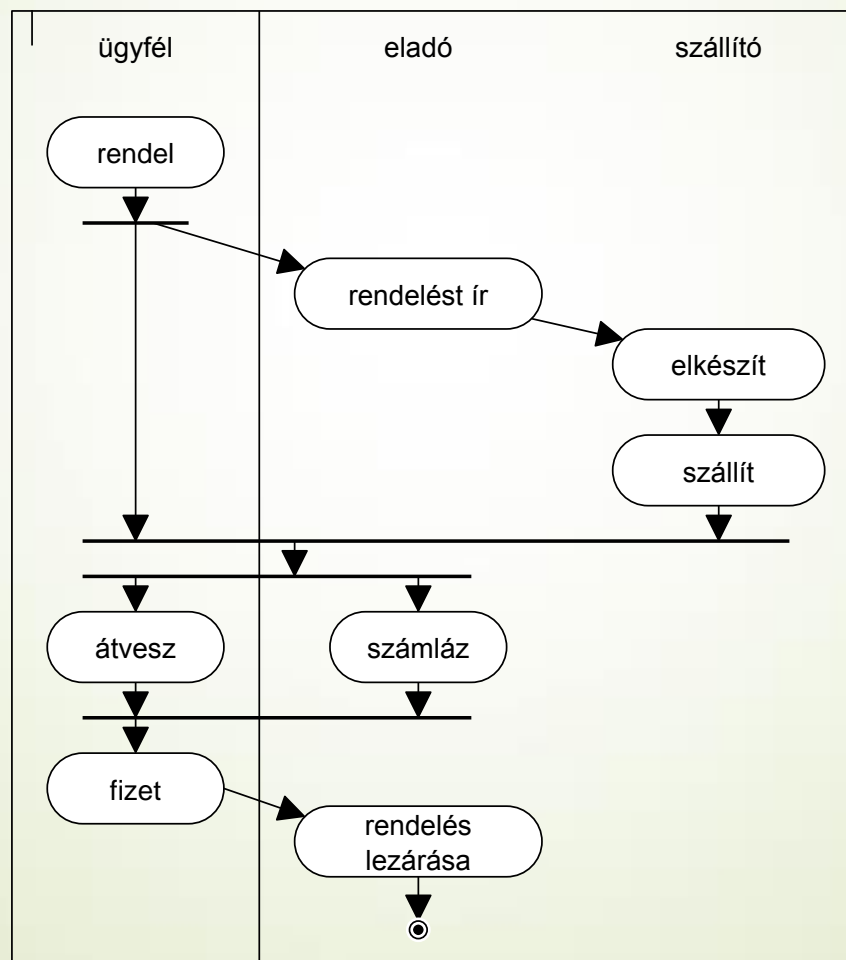 ügyfél
eladó
szállító
rendel
rendelést ír
elkészít
szállít
átvesz
számláz
fizet
rendelés
lezárása